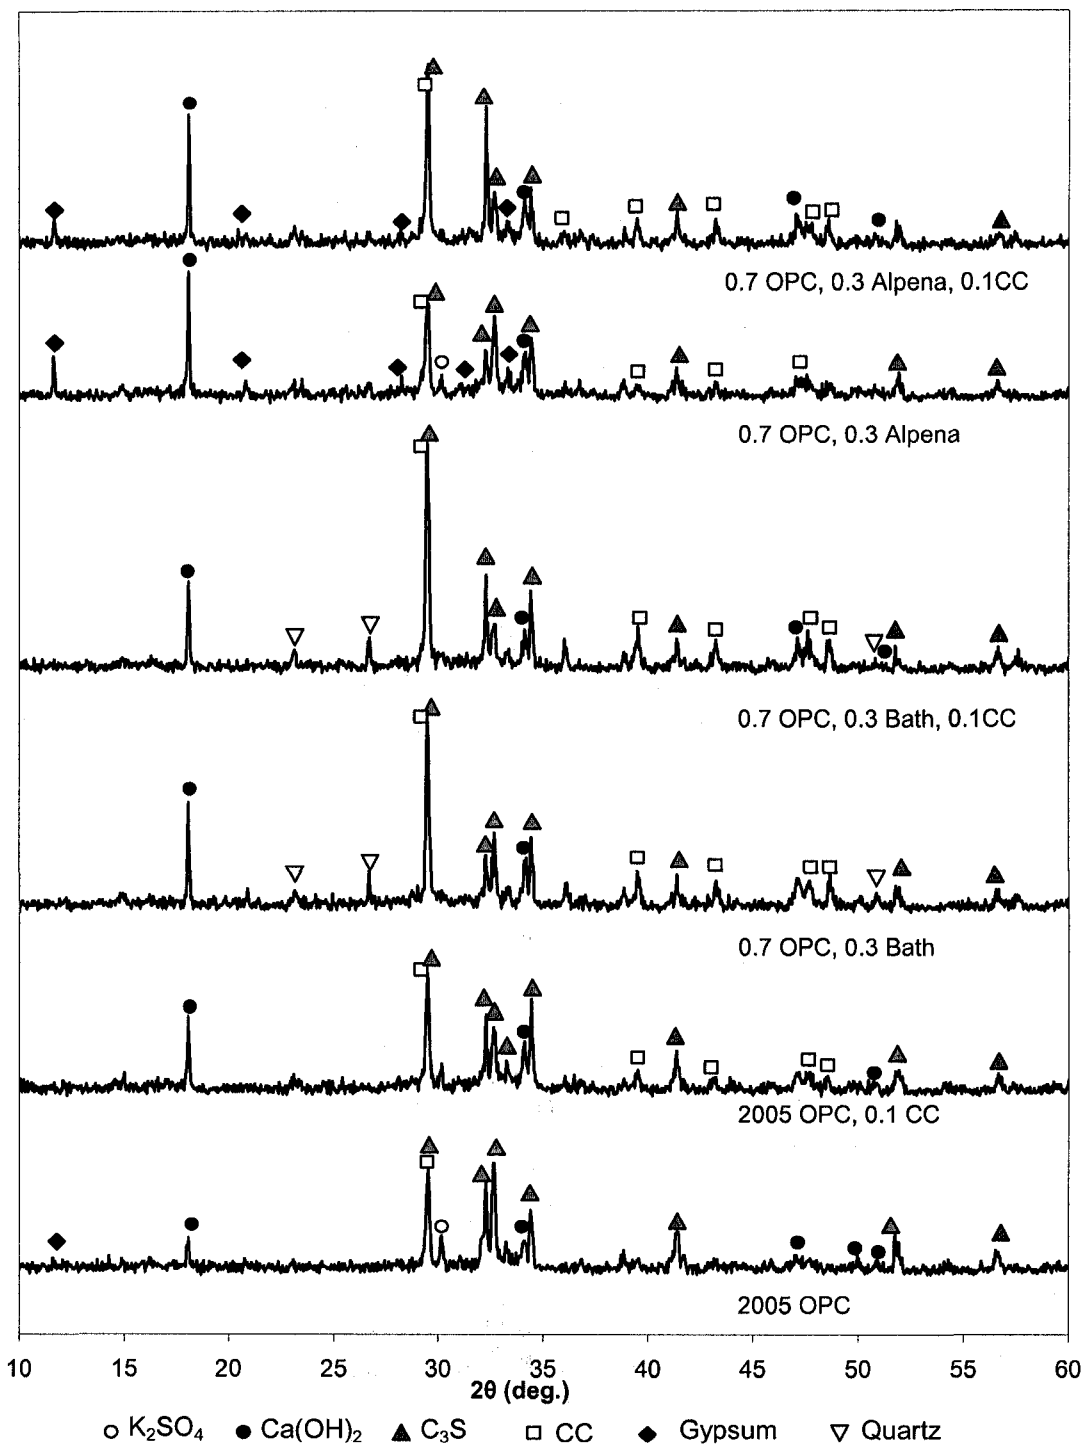 0.7 OPC, 0.3 Alpena, 0.1CC
0.7 OPC, 0.3 Alpena
0.7 OPC, 0.3 Bath, 0.1CC
0.7 OPC, 0.3 Bath
2005 OPC, 0.1 CC
2005 OPC
10 15 20 25 30 35 40 45 50 55 60
2θ (deg.)
K₂SO₄ Ca(OH)₂ C₃S CC Gypsum Quartz